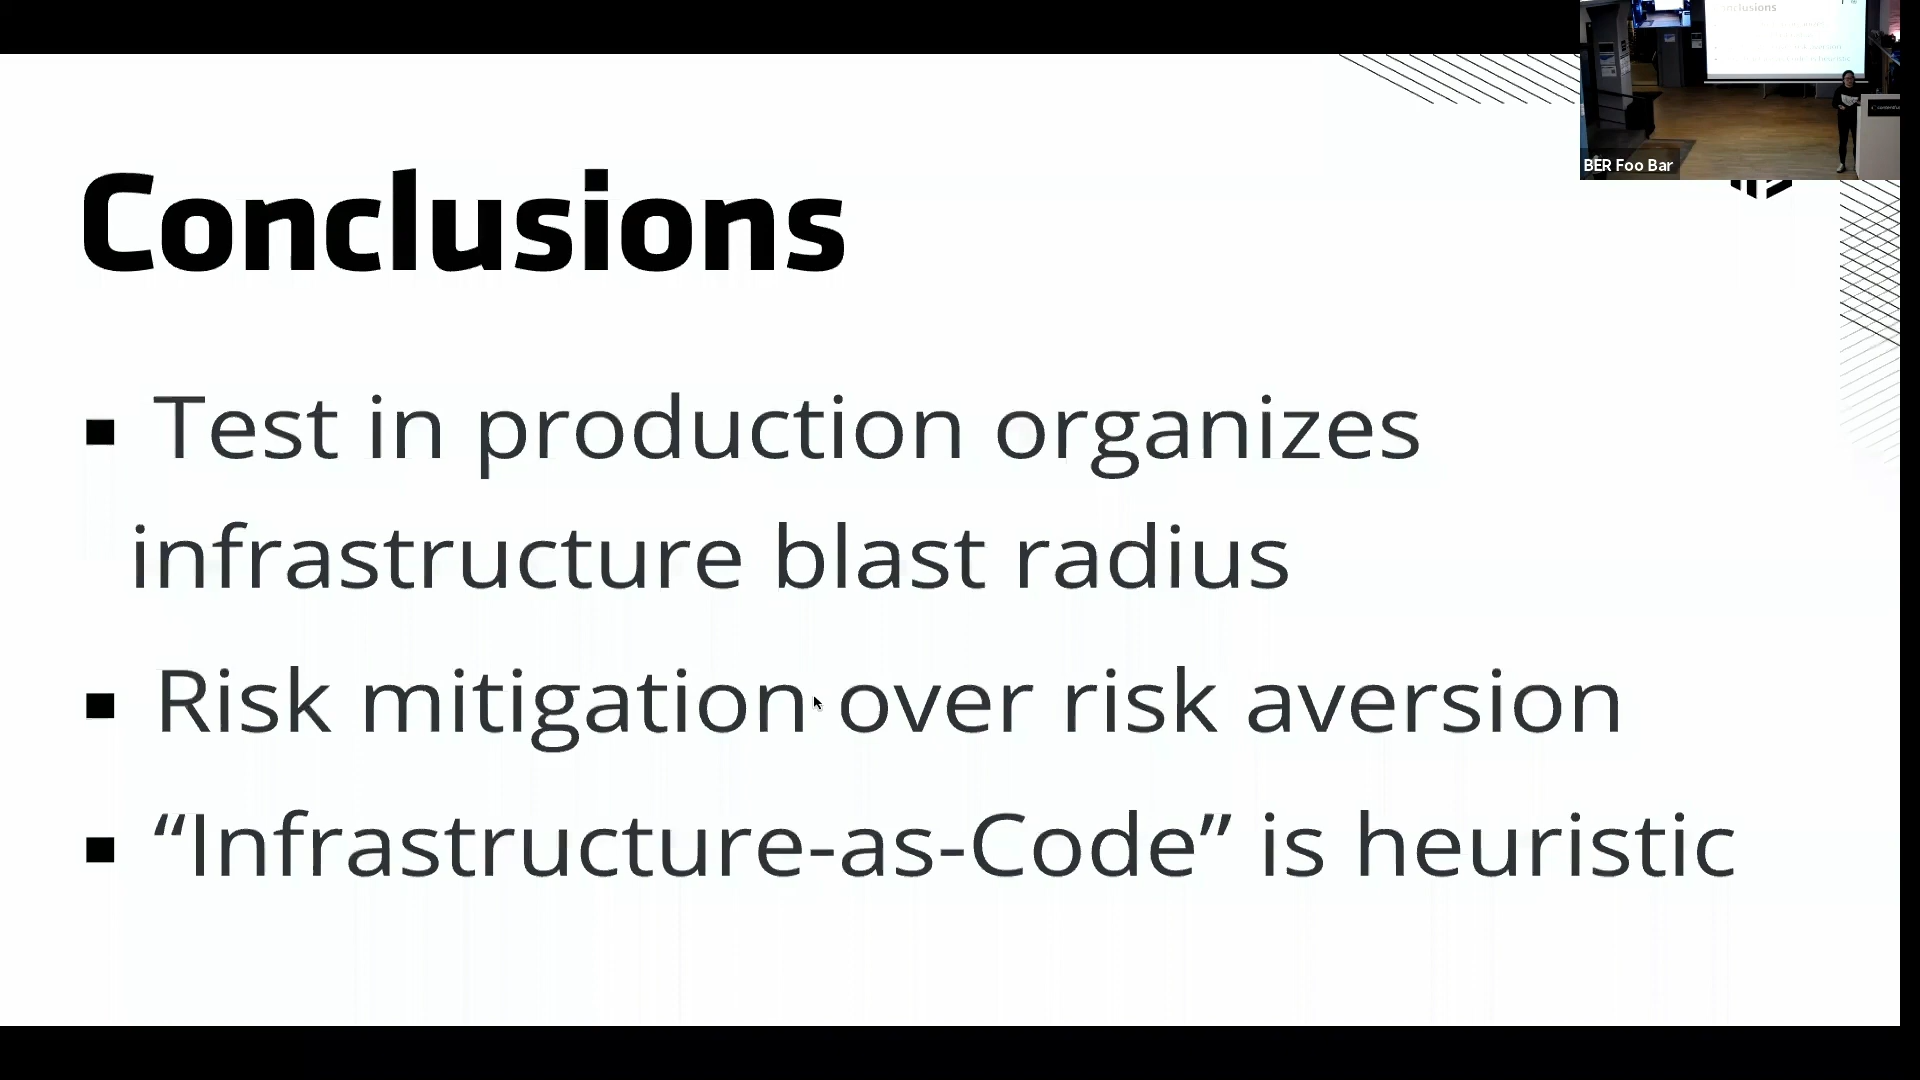 BER Foo Bar
Conclusions
▪ Test in production organizes
infrastructure blast radius
▪ Risk mitigation over risk aversion
▪ “Infrastructure-as-Code” is heuristic